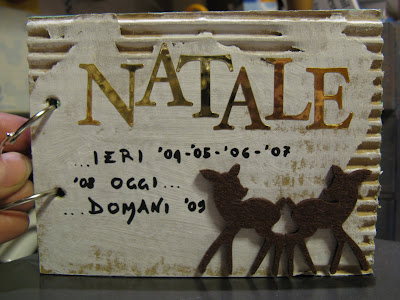 NATALE
...IERI '04-'05-'06-'07
'08 OGGI...
...DOMANI '09